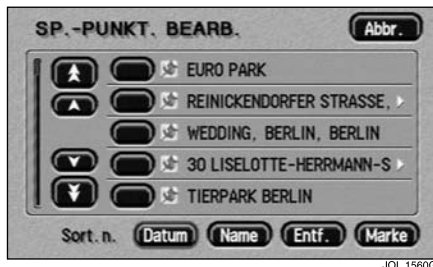 SP.-PUNKT. BEARB. Abbr.
EURO PARK
REINICKENDORFER STRASSE,
WEDDING, BERLIN, BERLIN
30 LISELOTTE-HERRMANN-S
TIERPARK BERLIN
Sort.n. Datum Name Entf. Marke
JOL 1560G